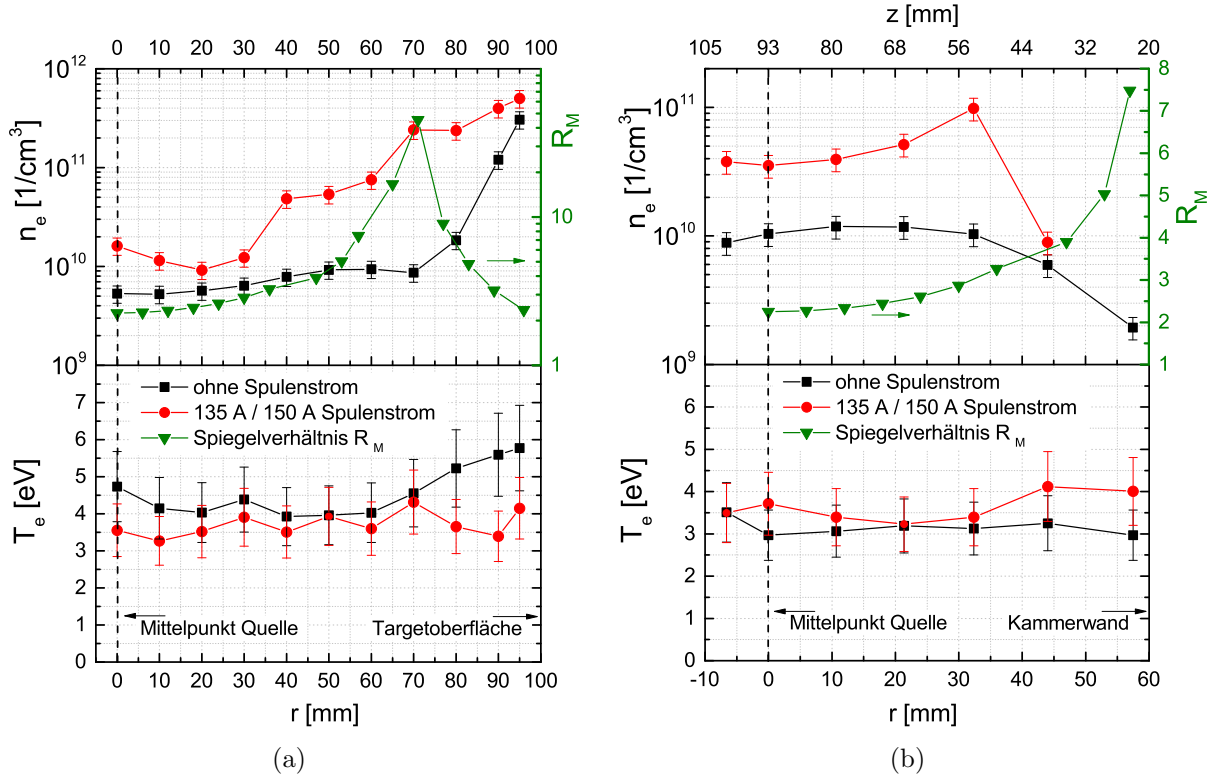 z [mm]
0 10 20 30 40 50 60 70 80 90 100
105 93 80 68 56 44 32 20
10^12
10^11
10^10
10^9
n_e [1/cm^3]
10
1
R_M
10^11
10^10
10^9
n_e [1/cm^3]
8
7
6
5
4
3
2
1
R_M
7
6
5
4
3
2
1
0
T_e [eV]
ohne Spulenstrom
135 A / 150 A Spulenstrom
Spiegelverhältnis R_M
Mittelpunkt Quelle
Targetoberfläche
0 10 20 30 40 50 60 70 80 90 100
r [mm]
(a)
6
5
4
3
2
1
0
T_e [eV]
ohne Spulenstrom
135 A / 150 A Spulenstrom
Spiegelverhältnis R_M
Mittelpunkt Quelle
Kammerwand
-10 0 10 20 30 40 50 60
r [mm]
(b)